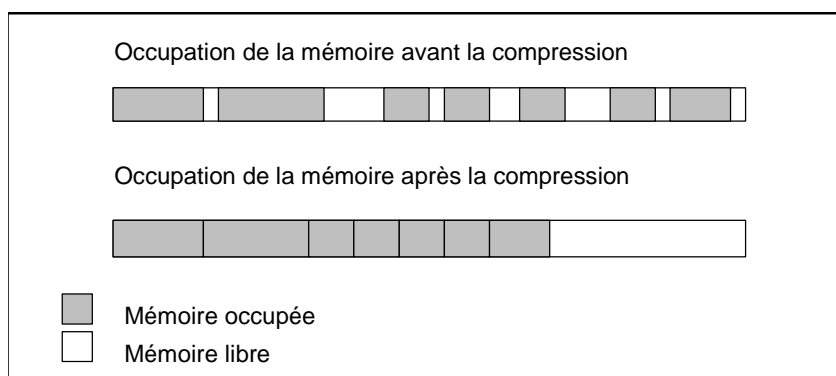 Occupation de la mémoire avant la compression
Occupation de la mémoire après la compression
Mémoire occupée
Mémoire libre